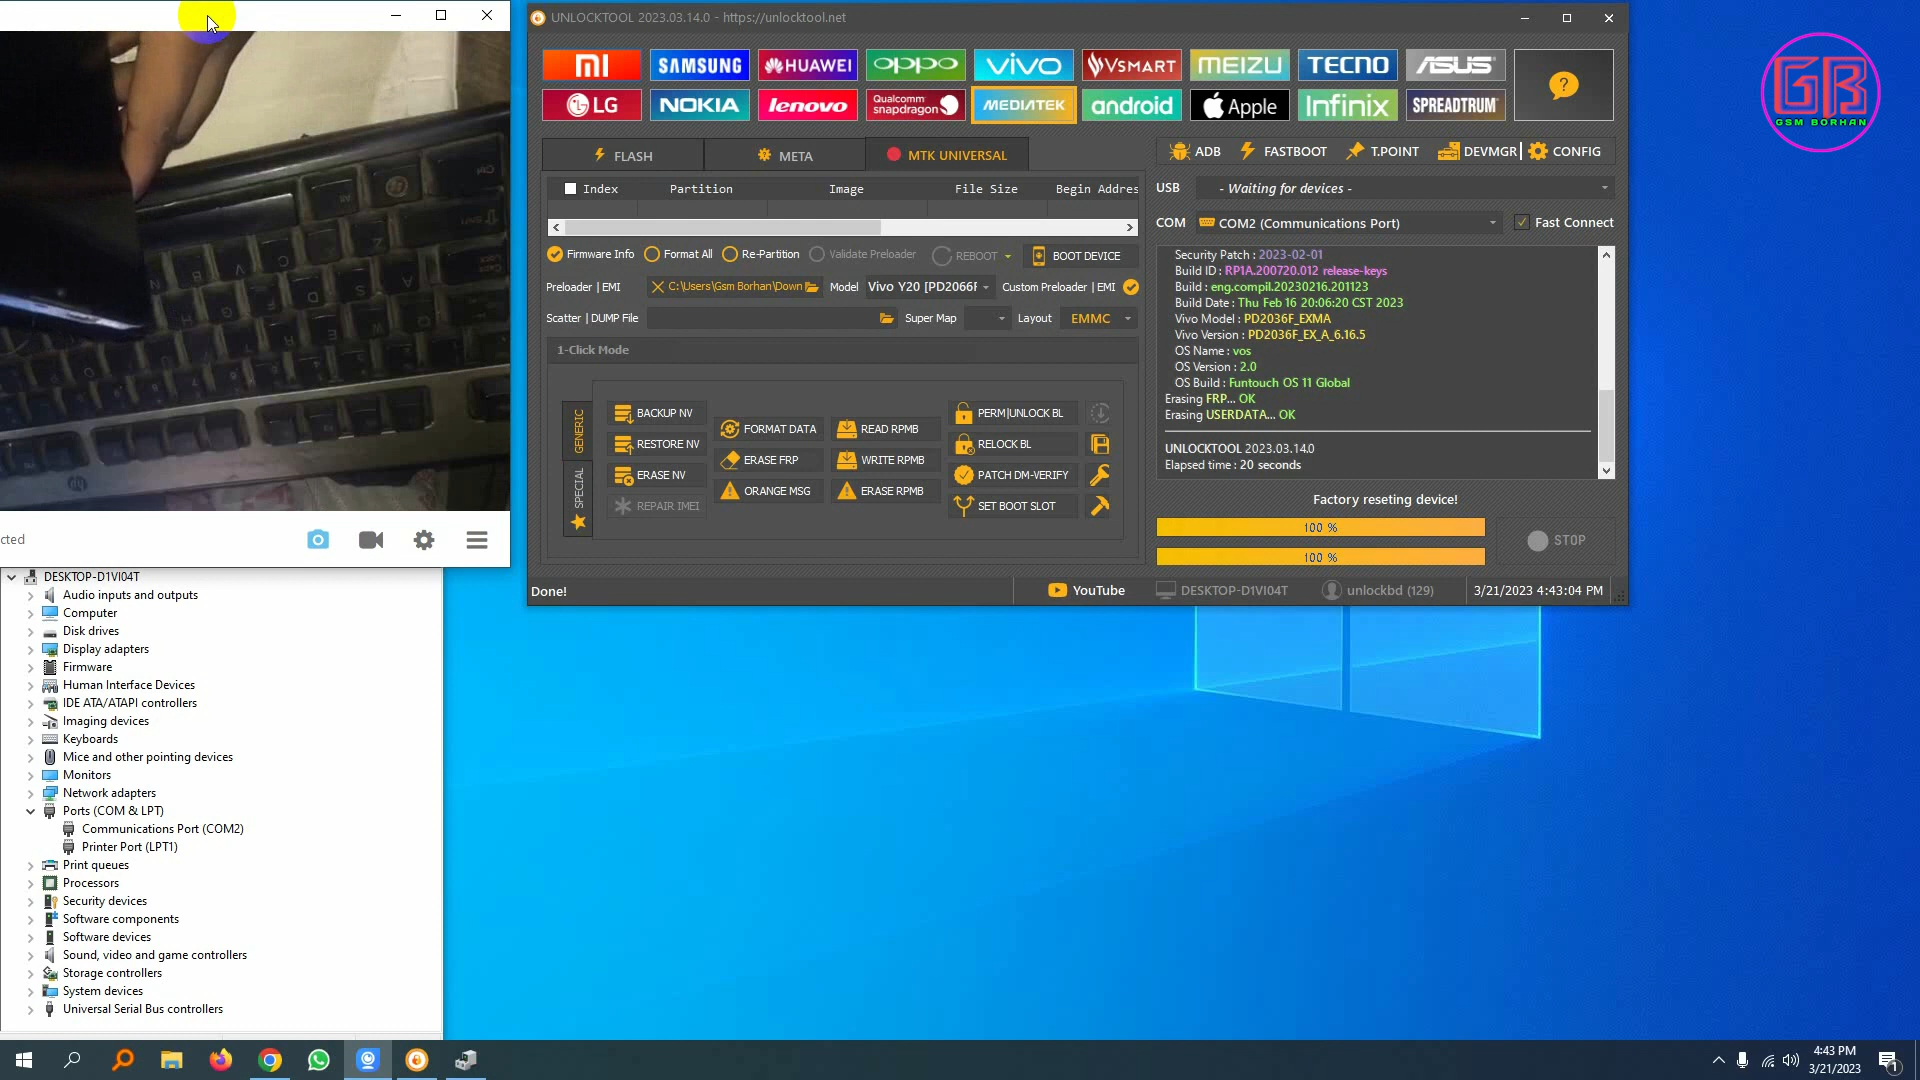 UNLOCKTOOL 2023.03.14.0 - https://unlocktool.net
mi SAMSUNG HUAWEI oppo vivo VSMART MEIZU TECNO ASUS
LG NOKIA lenovo Qualcomm snapdragon MEDIATEK android Apple Infinix SPREADTRUM
?
GB
GSM BORHAN
FLASH META MTK UNIVERSAL
ADB FASTBOOT T.POINT DEVMGR CONFIG
Index Partition Image File Size Begin Addres
USB - Waiting for devices -
COM COM2 (Communications Port) Fast Connect
Firmware Info Format All Re-Partition Validate Preloader REBOOT BOOT DEVICE
Preloader | EMI C:\Users\Gsm Borhan\Down Model Vivo Y20 [PD2066F Custom Preloader | EMI
Scatter | DUMP File Super Map Layout EMMC
1-Click Mode
GENERIC
SPECIAL
BACKUP NV
RESTORE NV
ERASE NV
REPAIR IMEI
FORMAT DATA
ERASE FRP
ORANGE MSG
READ RPMB
WRITE RPMB
ERASE RPMB
PERM|UNLOCK BL
RELOCK BL
PATCH DM-VERIFY
SET BOOT SLOT
Security Patch : 2023-02-01
Build ID : RP1A.200720.012 release-keys
Build : eng.compil.20230216.201123
Build Date : Thu Feb 16 20:06:20 CST 2023
Vivo Model : PD2036F_EXMA
Vivo Version : PD2036F_EX_A_6.16.5
OS Name : vos
OS Version : 2.0
OS Build : Funtouch OS 11 Global
Erasing FRP... OK
Erasing USERDATA... OK
UNLOCKTOOL 2023.03.14.0
Elapsed time : 20 seconds
Factory reseting device!
100 %
100 %
STOP
Done! YouTube DESKTOP-D1VI04T unlockbd (129) 3/21/2023 4:43:04 PM
cted
DESKTOP-D1VI04T
Audio inputs and outputs
Computer
Disk drives
Display adapters
Firmware
Human Interface Devices
IDE ATA/ATAPI controllers
Imaging devices
Keyboards
Mice and other pointing devices
Monitors
Network adapters
Ports (COM & LPT)
Communications Port (COM2)
Printer Port (LPT1)
Print queues
Processors
Security devices
Software components
Software devices
Sound, video and game controllers
Storage controllers
System devices
Universal Serial Bus controllers
4:43 PM
3/21/2023
1